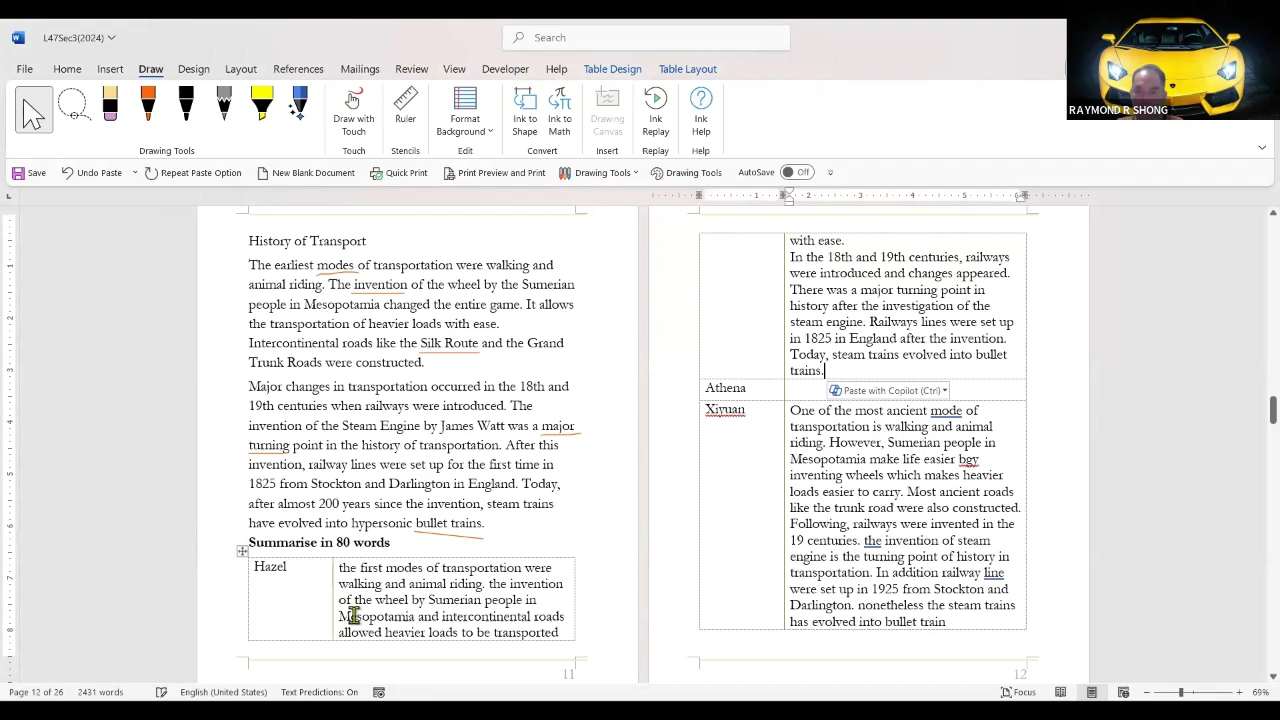 L47Sec3(2024)
Search
RAYMOND R SHONG
File Home Insert Draw Design Layout References Mailings Review View Developer Help Table Design Table Layout
Draw with Touch
Ruler
Format Background
Ink to Shape
Ink to Math
Drawing Canvas
Ink Replay
Ink Help
Drawing Tools
Touch
Stencils
Edit
Convert
Insert
Replay
Help
Save Undo Paste Repeat Paste Option New Blank Document Quick Print Print Preview and Print Drawing Tools Drawing Tools AutoSave Off
History of Transport
The earliest modes of transportation were walking and
animal riding. The invention of the wheel by the Sumerian
people in Mesopotamia changed the entire game. It allows
the transportation of heavier loads with ease.
Intercontinental roads like the Silk Route and the Grand
Trunk Roads were constructed.
Major changes in transportation occurred in the 18th and
19th centuries when railways were introduced. The
invention of the Steam Engine by James Watt was a major
turning point in the history of transportation. After this
invention, railway lines were set up for the first time in
1825 from Stockton and Darlington in England. Today,
after almost 200 years since the invention, steam trains
have evolved into hypersonic bullet trains.
Summarise in 80 words
Hazel
the first modes of transportation were
walking and animal riding. the invention
of the wheel by Sumerian people in
Mesopotamia and intercontinental roads
allowed heavier loads to be transported
11
with ease.
In the 18th and 19th centuries, railways
were introduced and changes appeared.
There was a major turning point in
history after the investigation of the
steam engine. Railways lines were set up
in 1825 in England after the invention.
Today, steam trains evolved into bullet
trains.
Athena
Paste with Copilot (Ctrl)
Xiyuan
One of the most ancient mode of
transportation is walking and animal
riding. However, Sumerian people in
Mesopotamia make life easier bgy
inventing wheels which makes heavier
loads easier to carry. Most ancient roads
like the trunk road were also constructed.
Following, railways were invented in the
19 centuries. the invention of steam
engine is the turning point of history in
transportation. In addition railway line
were set up in 1925 from Stockton and
Darlington. nonetheless the steam trains
has evolved into bullet train
12
Page 12 of 26 2431 words English (United States) Text Predictions: On Focus 69%